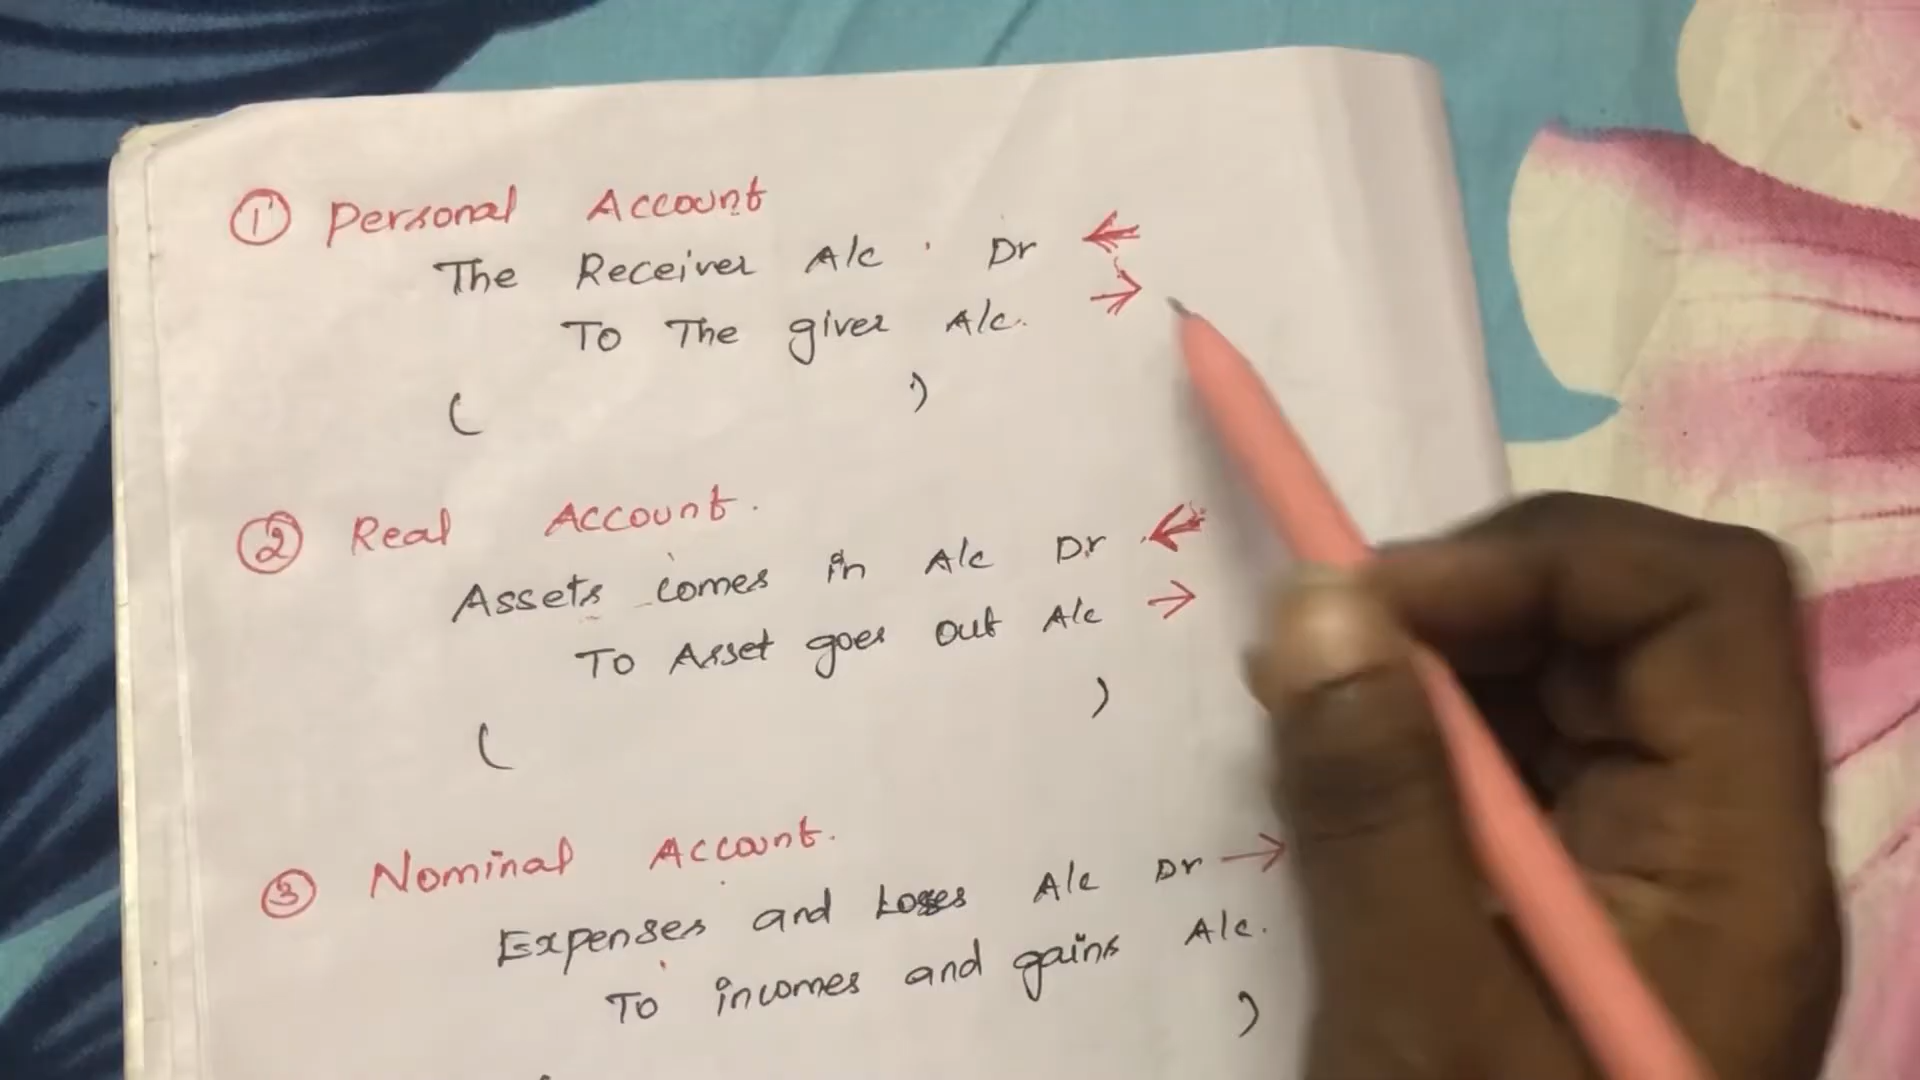 ① Personal Account
The Receiver A/c Dr ←
To The giver A/c. →
( )
② Real Account.
Assets comes in A/c Dr ←
To Asset goes out A/c →
( )
③ Nominal Account.
Expenses and Losses A/c Dr →
To incomes and gains A/c.
)